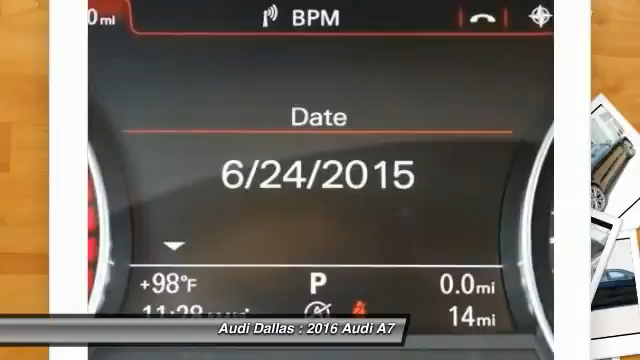 0mi BPM
Date
6/24/2015
+98°F P 0.0mi
14mi
Audi Dallas : 2016 Audi A7